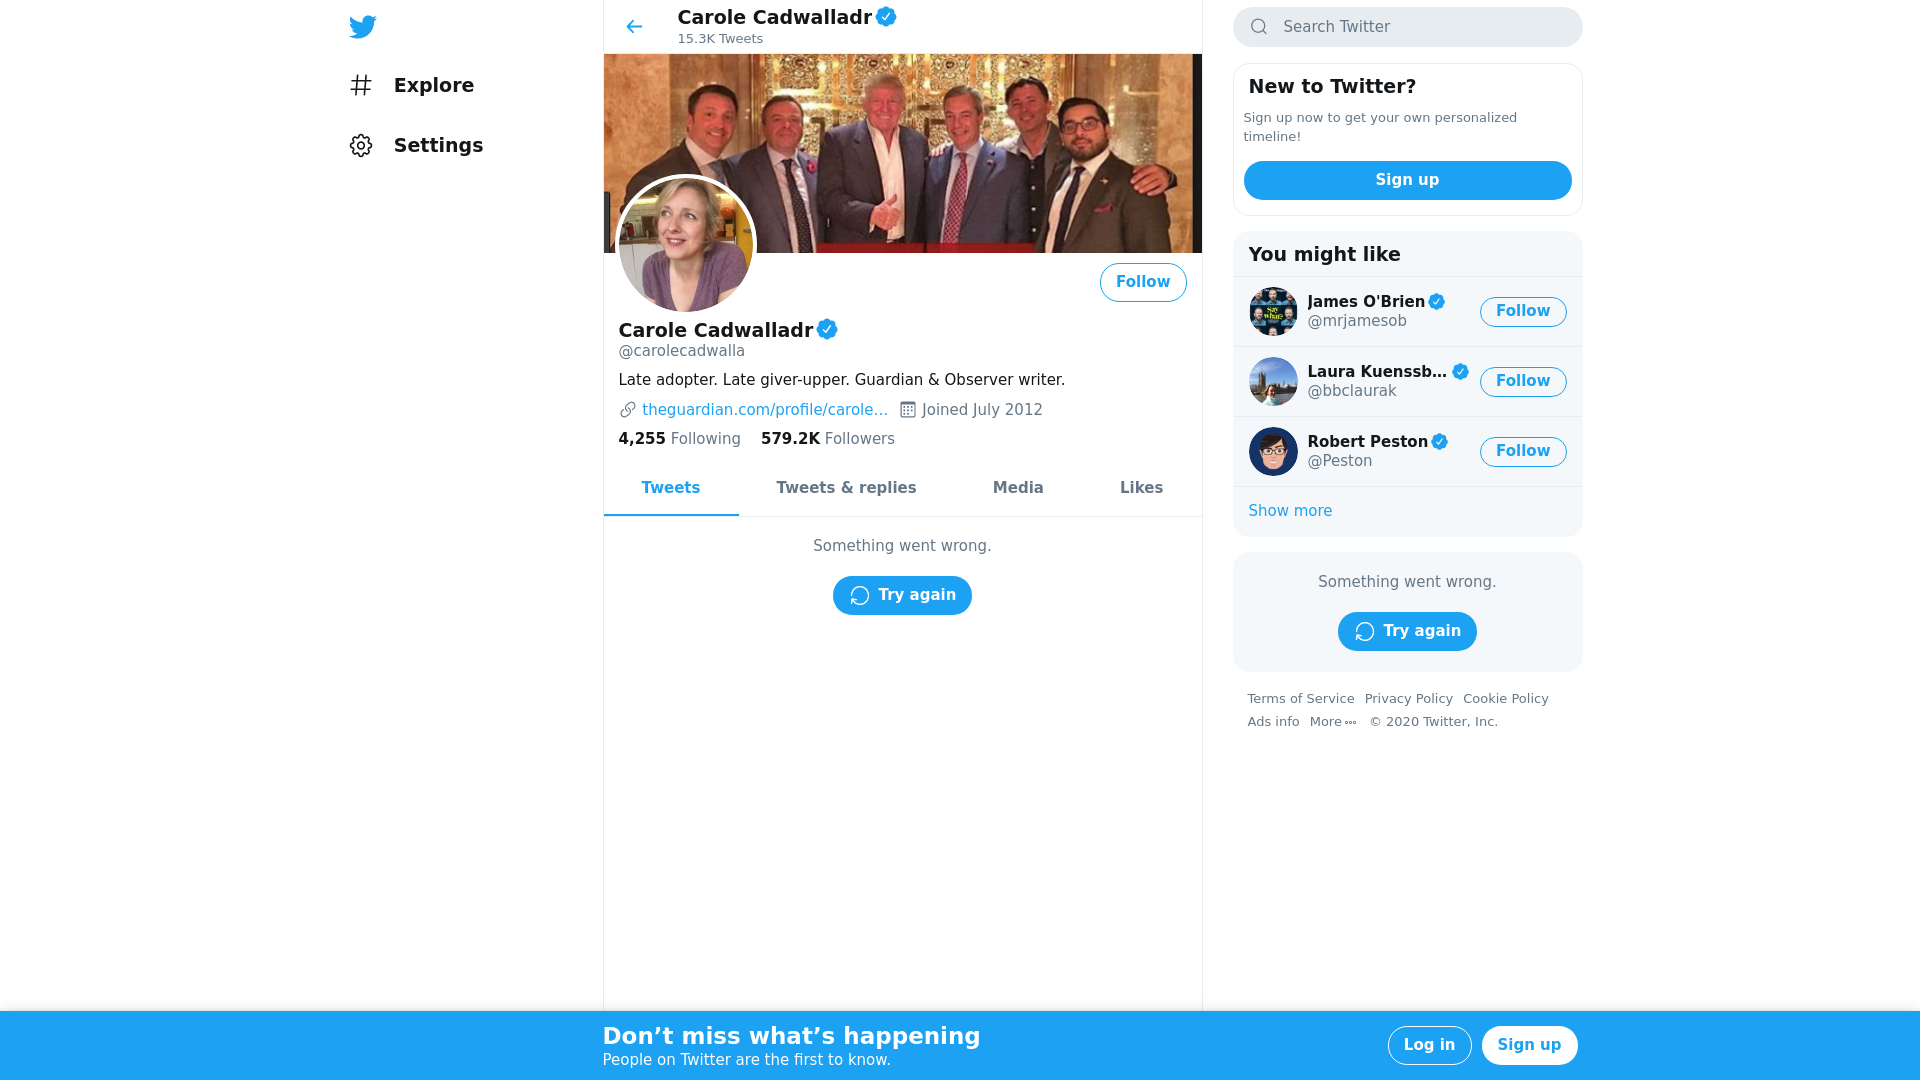 Explore
Settings
Carole Cadwalladr
15.3K Tweets
Follow
Carole Cadwalladr
@carolecadwalla
Late adopter. Late giver-upper. Guardian & Observer writer.
theguardian.com/profile/carole… Joined July 2012
4,255 Following 579.2K Followers
Tweets Tweets & replies Media Likes
Something went wrong.
Try again
Search Twitter
New to Twitter?
Sign up now to get your own personalized
timeline!
Sign up
You might like
James O'Brien
@mrjamesob
Follow
Laura Kuenssb…
@bbclaurak
Follow
Robert Peston
@Peston
Follow
Show more
Something went wrong.
Try again
Terms of Service Privacy Policy Cookie Policy
Ads info More © 2020 Twitter, Inc.
Don’t miss what’s happening
People on Twitter are the first to know.
Log in Sign up